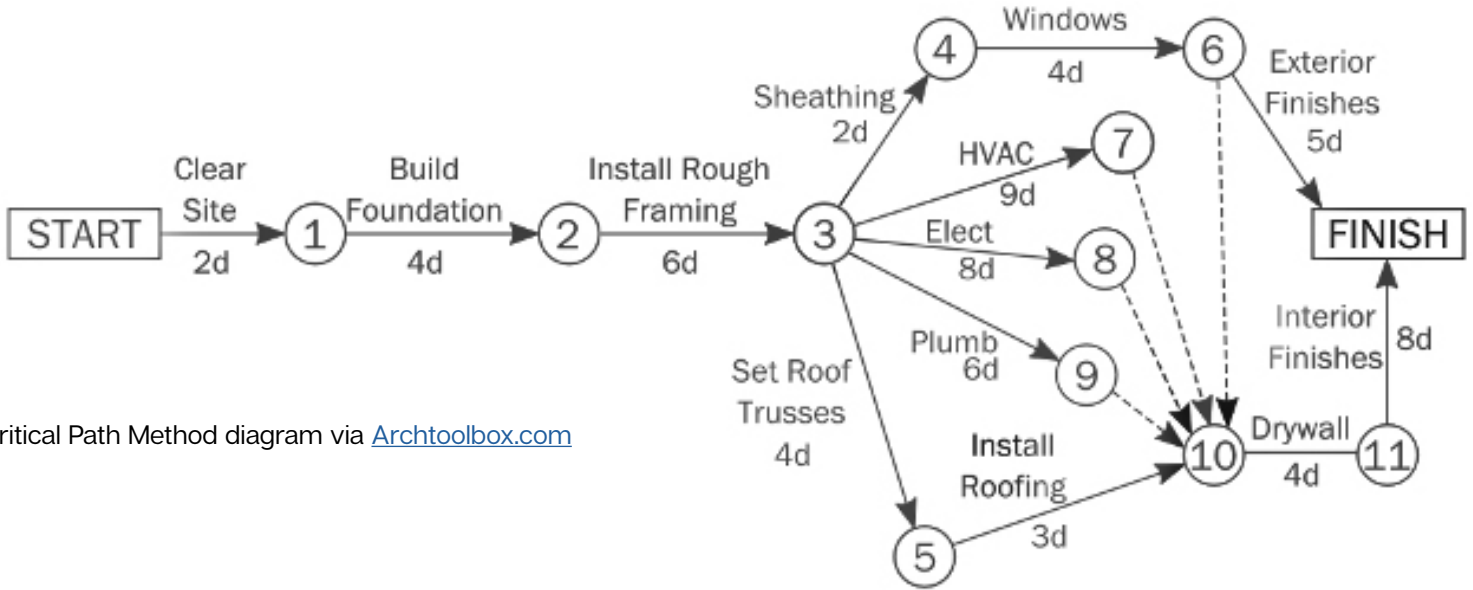 Windows
4
6
4d
Exterior
Finishes
5d
Sheathing
2d
HVAC
7
9d
Clear
Site
Build
Foundation
Install Rough
Framing
START
1
2
3
2d
4d
6d
Elect
8
8d
FINISH
Plumb
6d
9
Interior
Finishes
8d
Set Roof
Trusses
4d
ritical Path Method diagram via Archtoolbox.com
Install
Roofing
3d
5
10
Drywall
4d
11